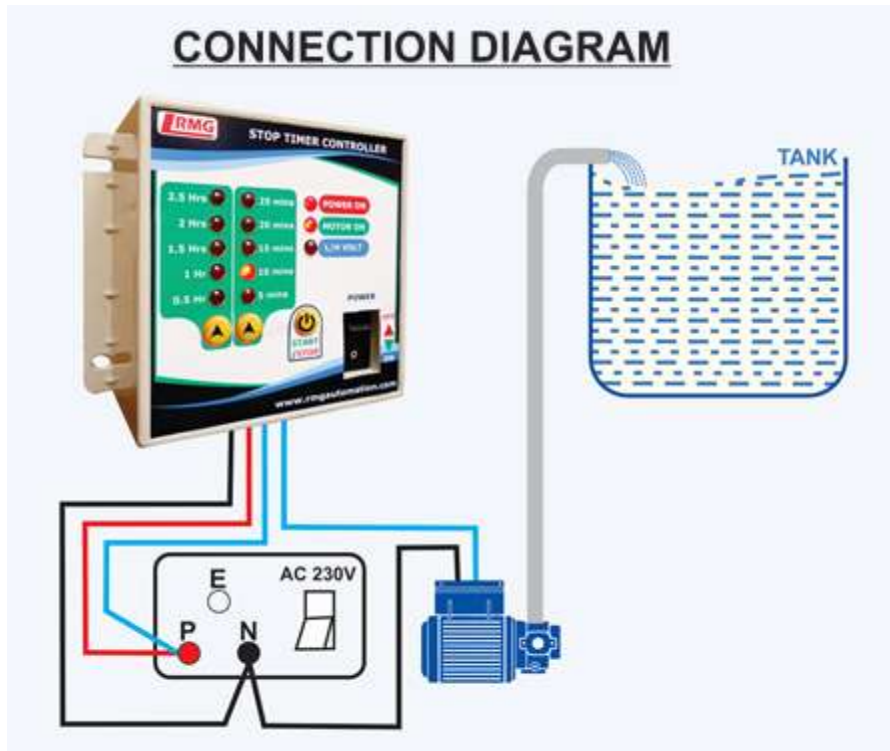 CONNECTION DIAGRAM
RMG
STOP TIMER CONTROLLER
2.5 Hrs
25 mins
POWER ON
2 Hrs
20 mins
MOTOR ON
1.5 Hrs
15 mins
L/H VOLT
1 Hr
10 mins
0.5 Hr
5 mins
POWER
START
/STOP
www.rmgautomation.com
TANK
E
AC 230V
P
N